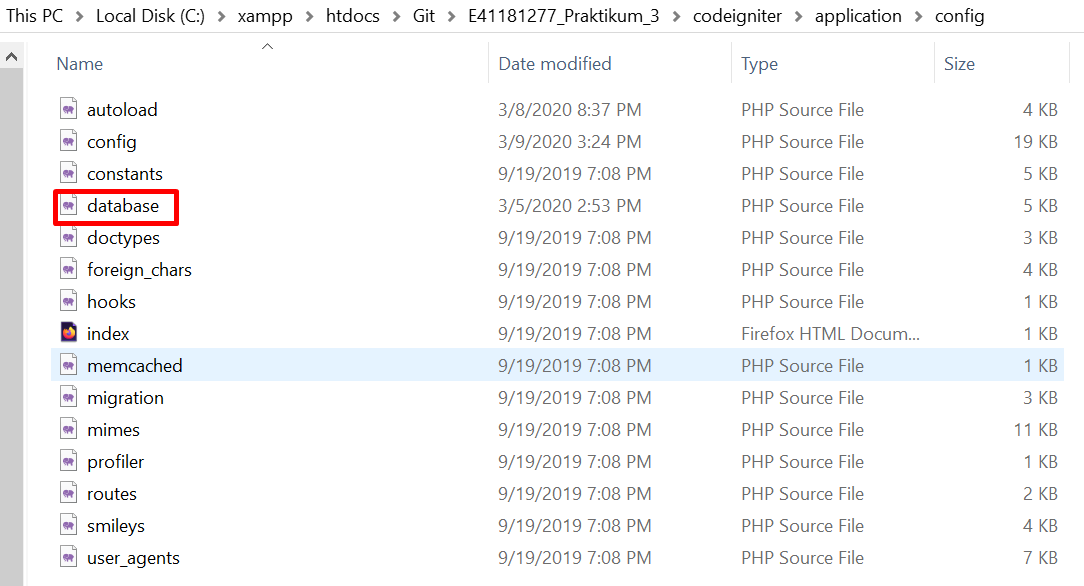 This PC > Local Disk (C:) > xampp > htdocs > Git > E41181277_Praktikum_3 > codeigniter > application > config
Name Date modified Type Size
autoload 3/8/2020 8:37 PM PHP Source File 4 KB
config 3/9/2020 3:24 PM PHP Source File 19 KB
constants 9/19/2019 7:08 PM PHP Source File 5 KB
database 3/5/2020 2:53 PM PHP Source File 5 KB
doctypes 9/19/2019 7:08 PM PHP Source File 3 KB
foreign_chars 9/19/2019 7:08 PM PHP Source File 4 KB
hooks 9/19/2019 7:08 PM PHP Source File 1 KB
index 9/19/2019 7:08 PM Firefox HTML Docum... 1 KB
memcached 9/19/2019 7:08 PM PHP Source File 1 KB
migration 9/19/2019 7:08 PM PHP Source File 3 KB
mimes 9/19/2019 7:08 PM PHP Source File 11 KB
profiler 9/19/2019 7:08 PM PHP Source File 1 KB
routes 9/19/2019 7:08 PM PHP Source File 2 KB
smileys 9/19/2019 7:08 PM PHP Source File 4 KB
user_agents 9/19/2019 7:08 PM PHP Source File 7 KB